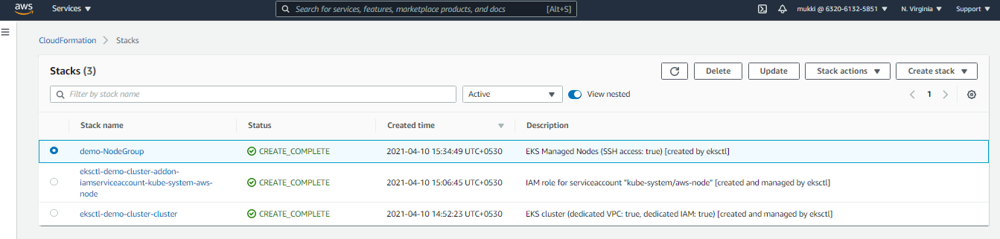 aws Services Search for services, features, marketplace products, and docs [Alt+S] mukki @ 6320-6132-5851 N. Virginia Support
CloudFormation Stacks
Stacks (3) Delete Update Stack actions Create stack
Filter by stack name Active View nested 1
Stack name Status Created time Description
demo-NodeGroup CREATE_COMPLETE 2021-04-10 15:34:49 UTC+0530 EKS Managed Nodes (SSH access: true) [created by eksctl]
eksctl-demo-cluster-addon-
iamserviceaccount-kube-system-aws-
node CREATE_COMPLETE 2021-04-10 15:06:45 UTC+0530 IAM role for serviceaccount "kube-system/aws-node" [created and managed by eksctl]
eksctl-demo-cluster-cluster CREATE_COMPLETE 2021-04-10 14:52:23 UTC+0530 EKS cluster (dedicated VPC: true, dedicated IAM: true) [created and managed by eksctl]